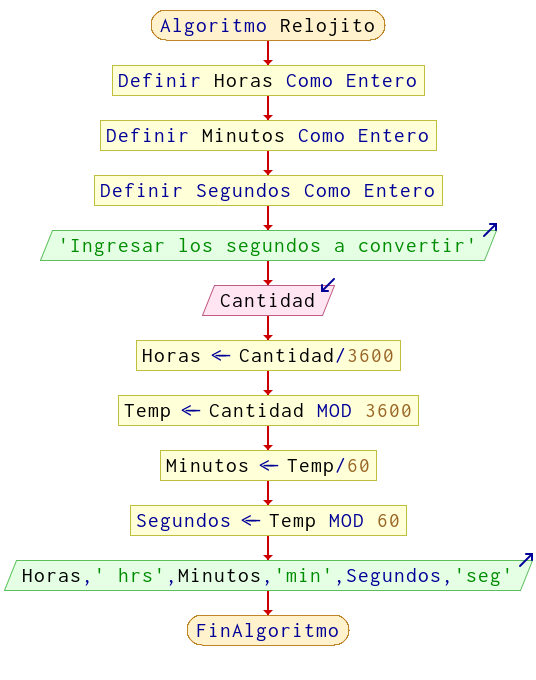 Algoritmo Relojito
Definir Horas Como Entero
Definir Minutos Como Entero
Definir Segundos Como Entero
'Ingresar los segundos a convertir'
Cantidad
Horas ← Cantidad/3600
Temp ← Cantidad MOD 3600
Minutos ← Temp/60
Segundos ← Temp MOD 60
Horas,' hrs',Minutos,'min',Segundos,'seg'
FinAlgoritmo